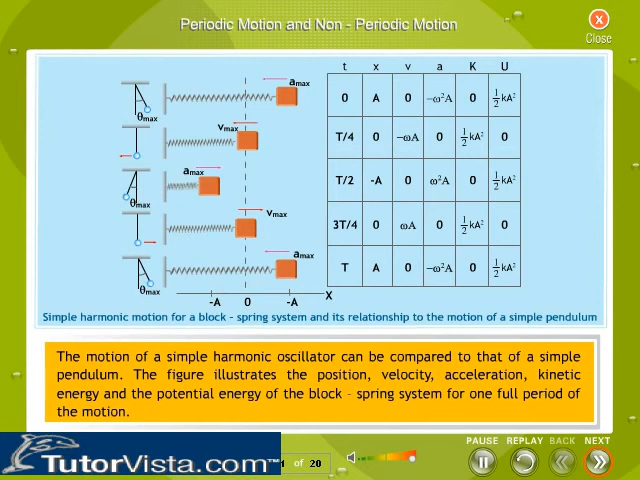 Periodic Motion and Non - Periodic Motion
X
Close
t x v a K U
0 A 0 −ω²A 0 ½kA²
T/4 0 −ωA 0 ½kA² 0
T/2 -A 0 ω²A 0 ½kA²
3T/4 0 ωA 0 ½kA² 0
T A 0 −ω²A 0 ½kA²
θmax amax
vmax
θmax amax
vmax
θmax amax
-A 0 -A X
Simple harmonic motion for a block – spring system and its relationship to the motion of a simple pendulum
The motion of a simple harmonic oscillator can be compared to that of a simple
pendulum. The figure illustrates the position, velocity, acceleration, kinetic
energy and the potential energy of the block - spring system for one full period of
the motion.
PAUSE REPLAY BACK NEXT
TutorVista.com™
of 20